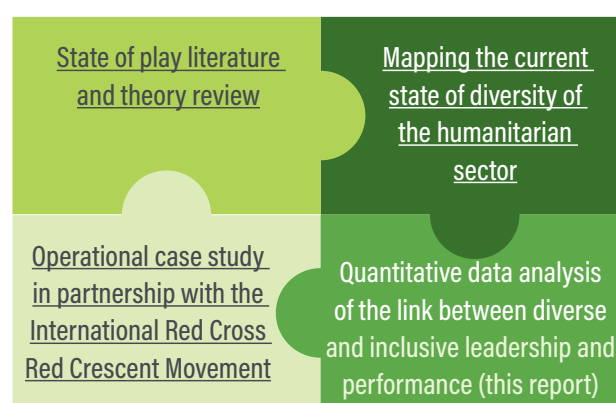 State of play literature
and theory review
Mapping the current
state of diversity of
the humanitarian
sector
Operational case study
in partnership with the
International Red Cross
Red Crescent Movement
Quantitative data analysis
of the link between diverse
and inclusive leadership and
performance (this report)